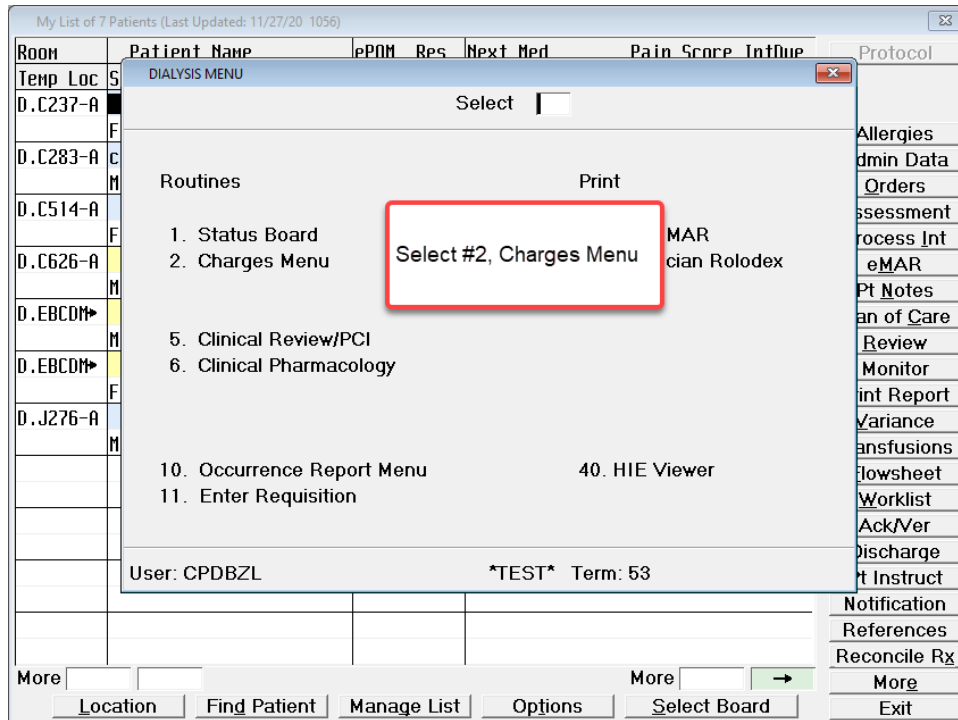 My List of 7 Patients (Last Updated: 11/27/20 1056)
Room Patient Name ePOM Res Next Med Pain Score IntDue Protocol
Temp Loc S
DIALYSIS MENU
Select
D.C237-A
F
Allergies
D.C283-A c
dmin Data
M
Routines Print
Orders
D.C514-A
ssessment
F
1. Status Board MAR
rocess Int
D.C626-A
2. Charges Menu cian Rolodex
Select #2, Charges Menu
eMAR
M
Pt Notes
D.EBCDM
an of Care
M
5. Clinical Review/PCI
Review
D.EBCDM
6. Clinical Pharmacology
Monitor
F
int Report
D.J276-A
Variance
M
ansfusions
10. Occurrence Report Menu 40. HIE Viewer
lowsheet
11. Enter Requisition
Worklist
Ack/Ver
Discharge
User: CPDBZL *TEST* Term: 53
t Instruct
Notification
References
Reconcile Rx
More More → More
Location Find Patient Manage List Options Select Board Exit